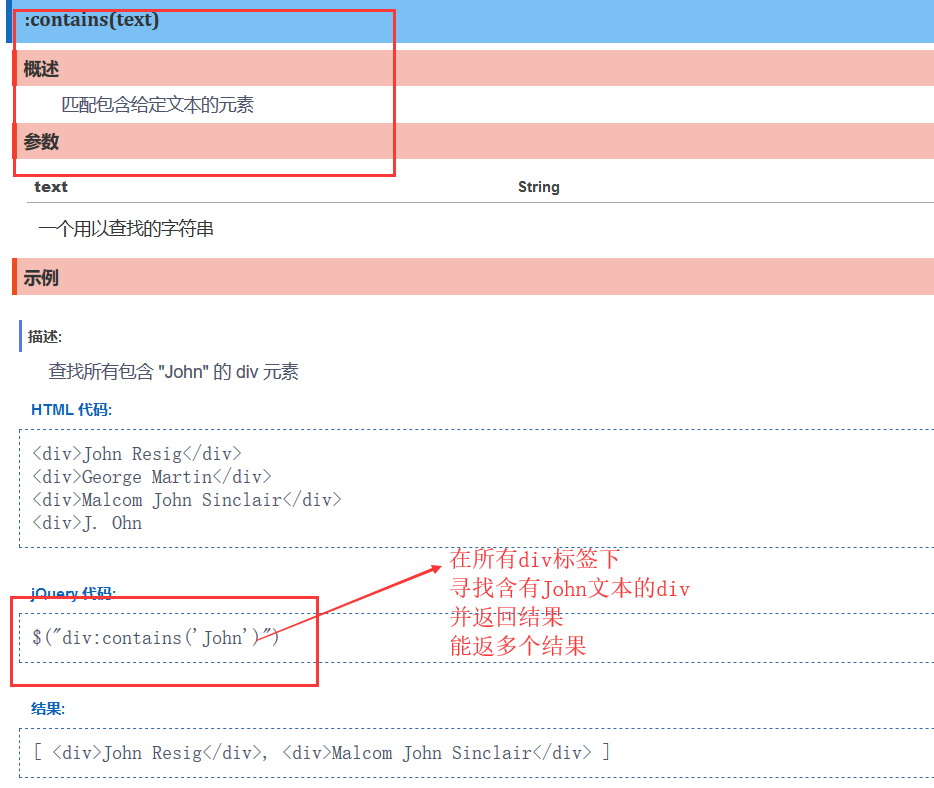 :contains(text)
概述
匹配包含给定文本的元素
参数
text String
一个用以查找的字符串
示例
描述:
查找所有包含 "John" 的 div 元素
HTML 代码:
<div>John Resig</div>
<div>George Martin</div>
<div>Malcom John Sinclair</div>
<div>J. Ohn
在所有div标签下
寻找含有John文本的div
并返回结果
能返多个结果
jQuery 代码:
$("div:contains('John')")
结果:
[ <div>John Resig</div>, <div>Malcom John Sinclair</div> ]